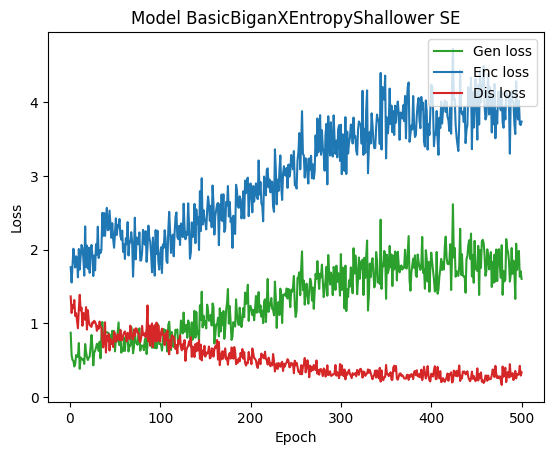 Model BasicBiganXEntropyShallower SE
Gen loss
Enc loss
Dis loss
Loss
4
3
2
1
0
0 100 200 300 400 500
Epoch